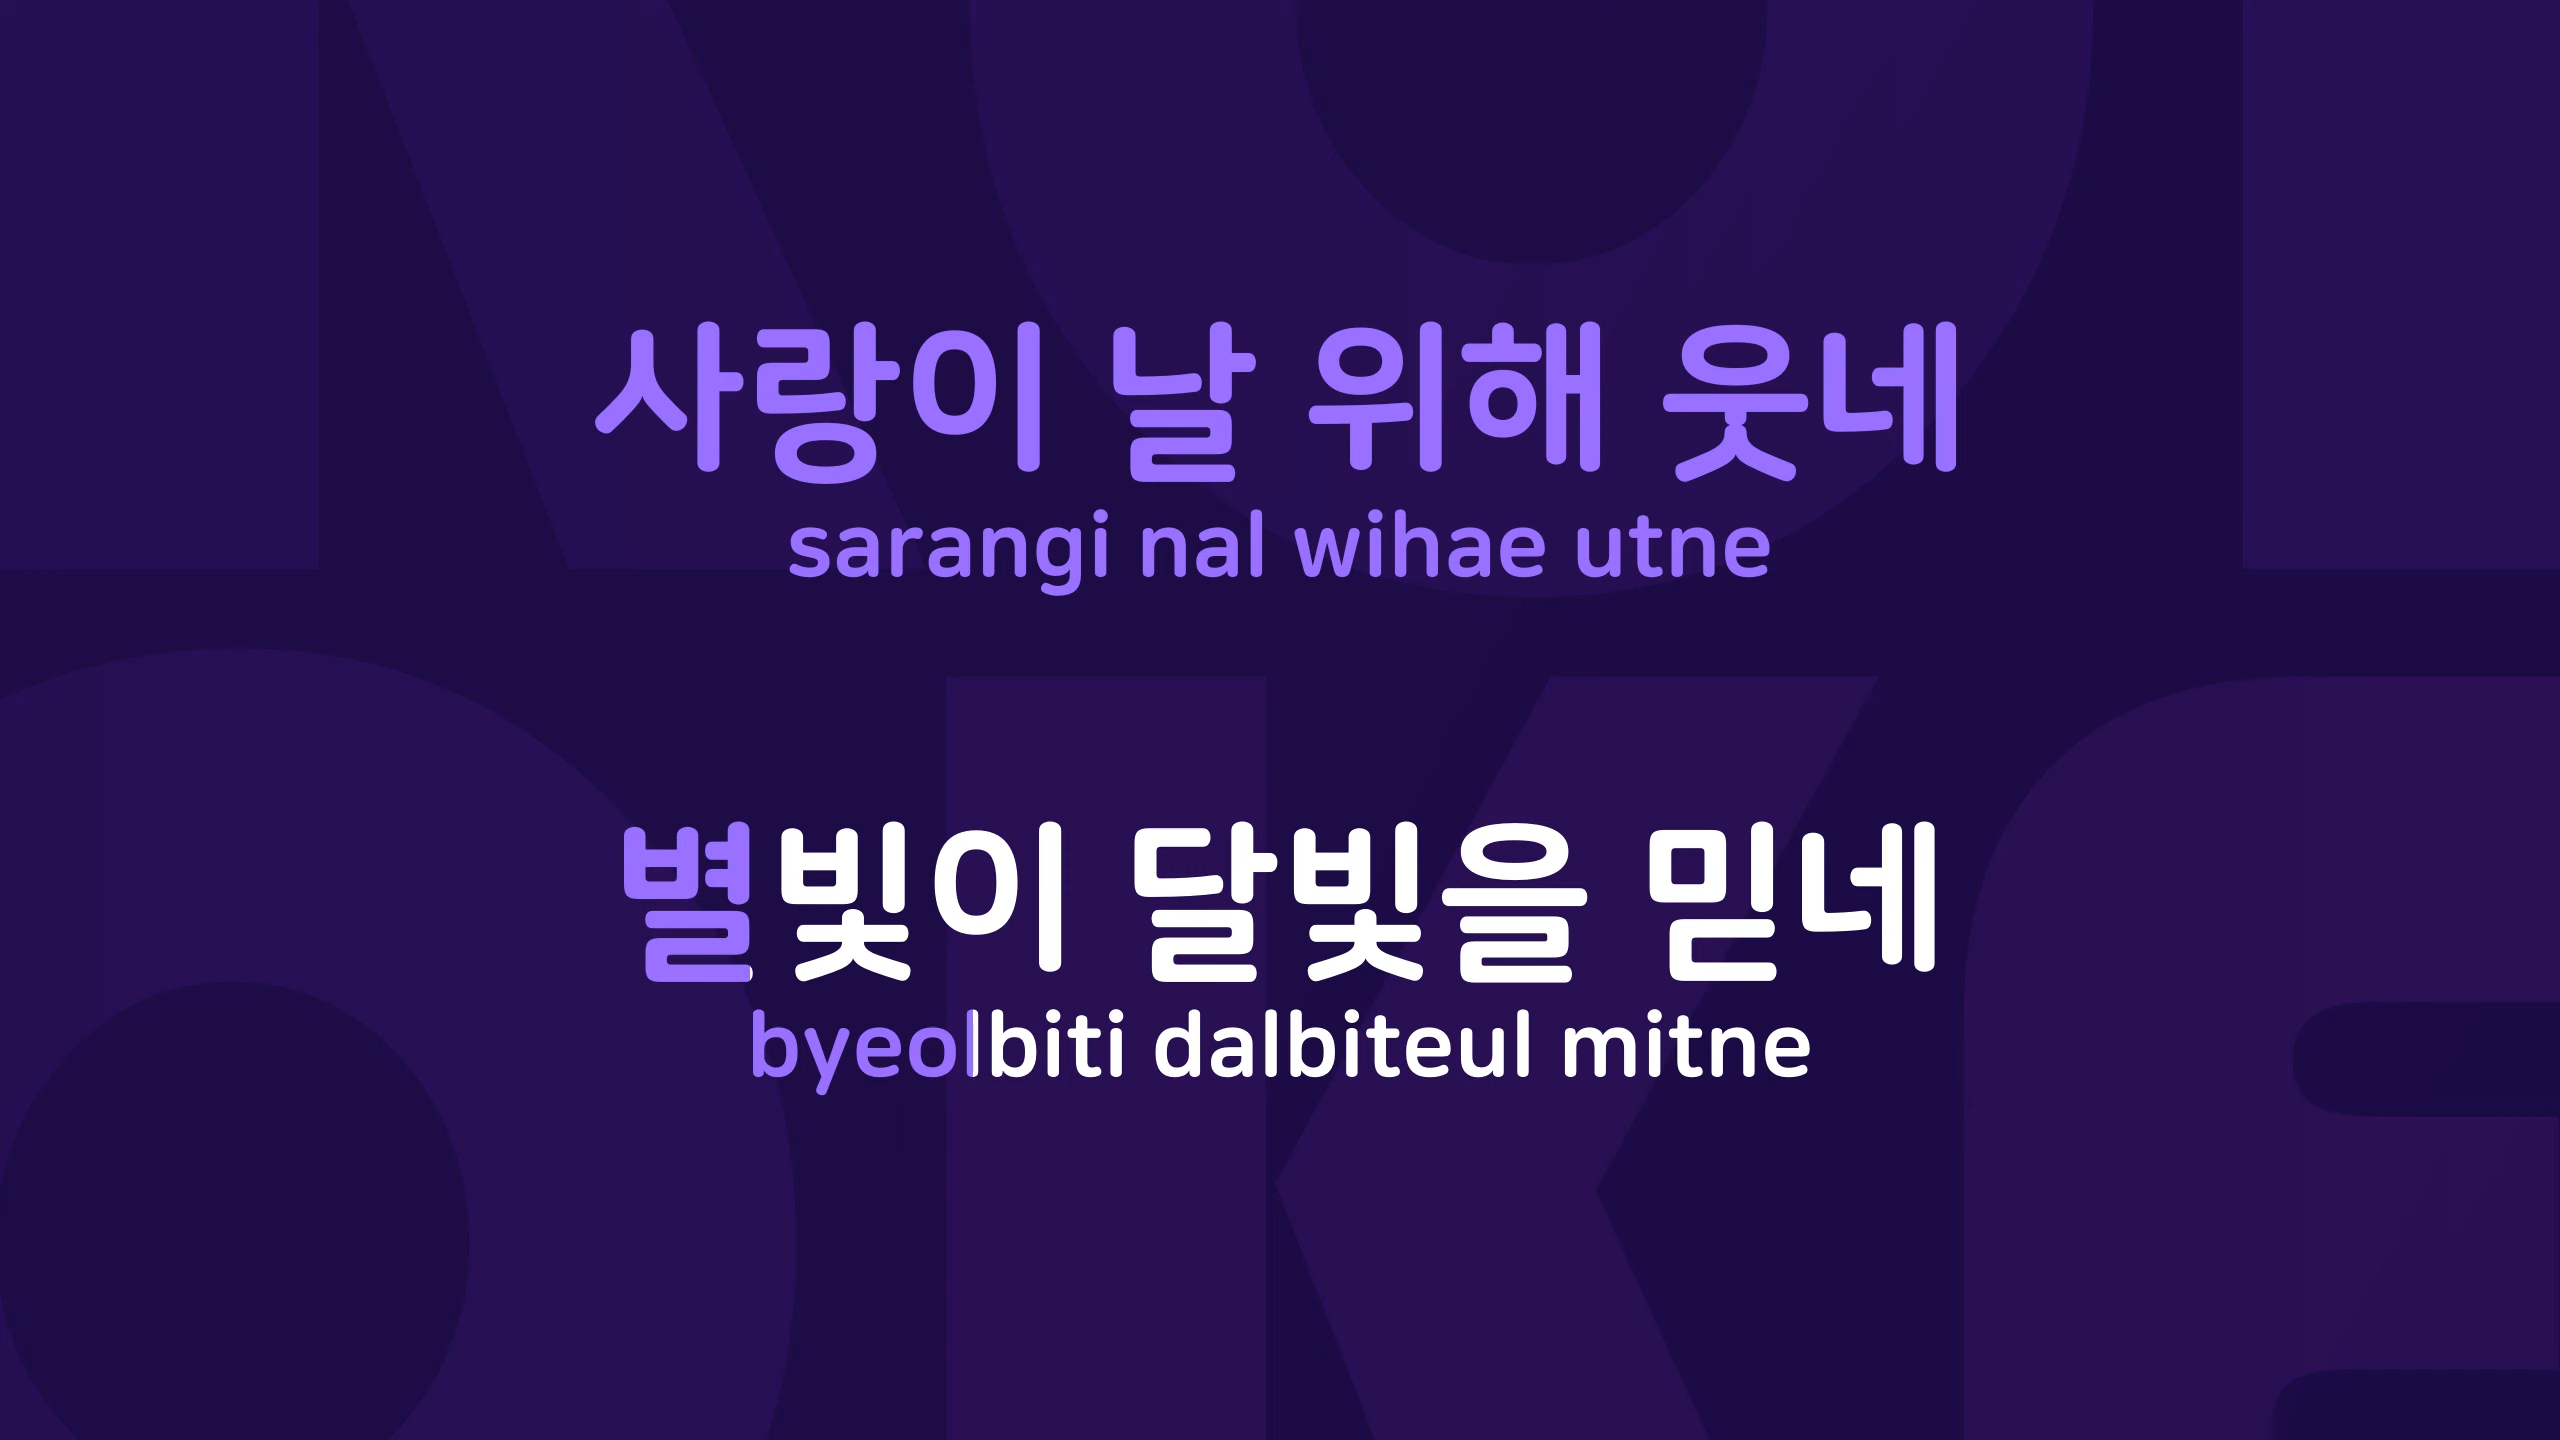 사랑이 날 위해 웃네
sarangi nal wihae utne
별빛이 달빛을 믿네
byeolbiti dalbiteul mitne